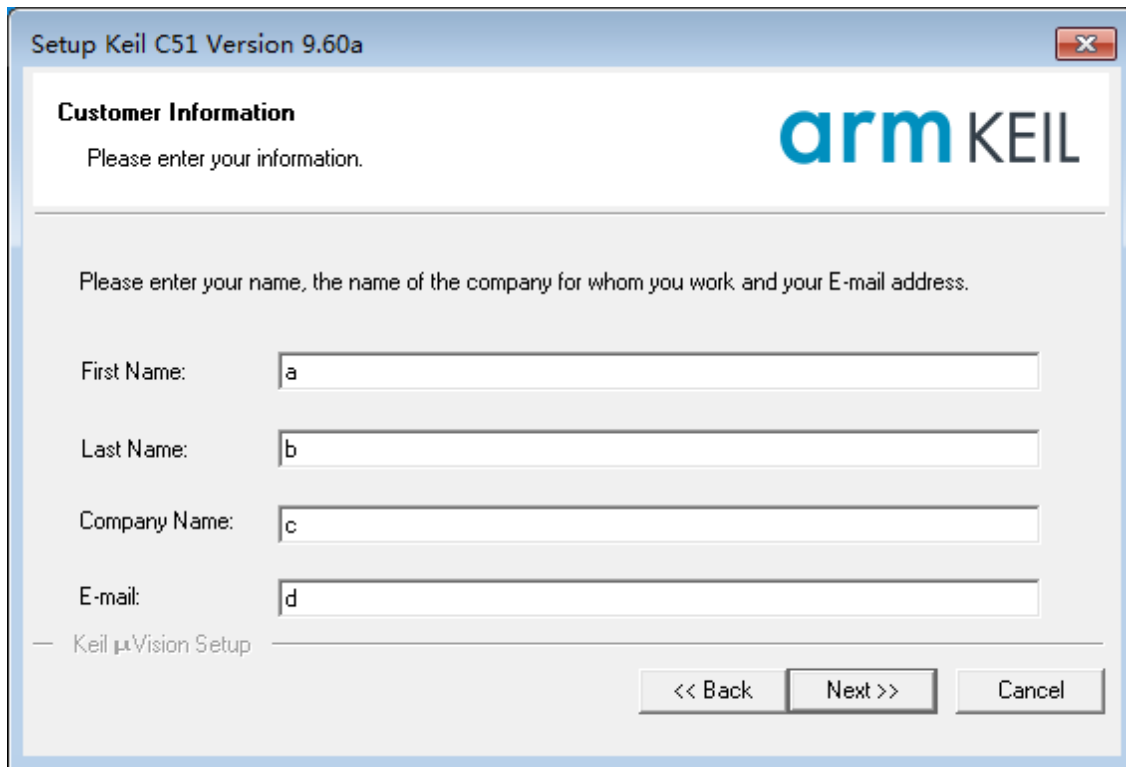 Setup Keil C51 Version 9.60a
Customer Information
Please enter your information.
arm KEIL
Please enter your name, the name of the company for whom you work and your E-mail address.
First Name: a
Last Name: b
Company Name: c
E-mail: d
Keil µVision Setup
<< Back Next >> Cancel